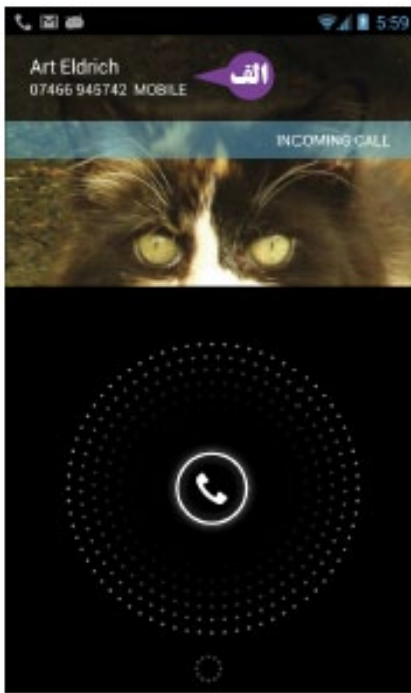 5:59
Art Eldrich
الف
07466 945742 MOBILE
INCOMING CALL